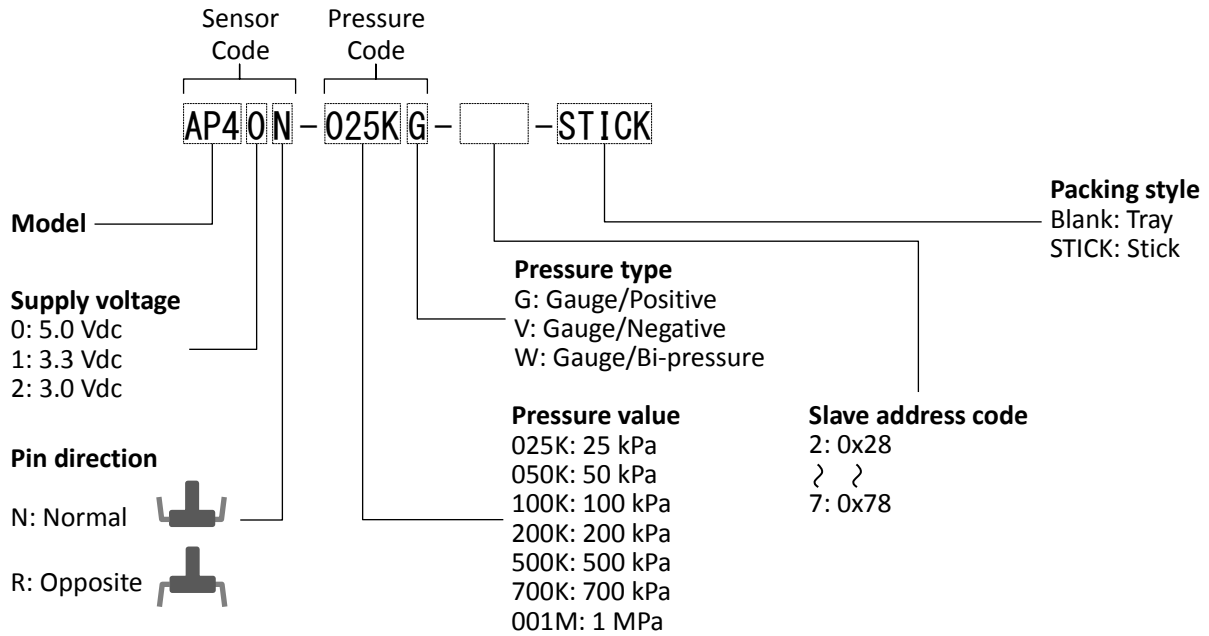 Sensor Code
Pressure Code
AP40N-025KG- -STICK
Model
Supply voltage
0: 5.0 Vdc
1: 3.3 Vdc
2: 3.0 Vdc
Pin direction
N: Normal
R: Opposite
Pressure type
G: Gauge/Positive
V: Gauge/Negative
W: Gauge/Bi-pressure
Pressure value
025K: 25 kPa
050K: 50 kPa
100K: 100 kPa
200K: 200 kPa
500K: 500 kPa
700K: 700 kPa
001M: 1 MPa
Slave address code
2: 0x28
≀ ≀
7: 0x78
Packing style
Blank: Tray
STICK: Stick